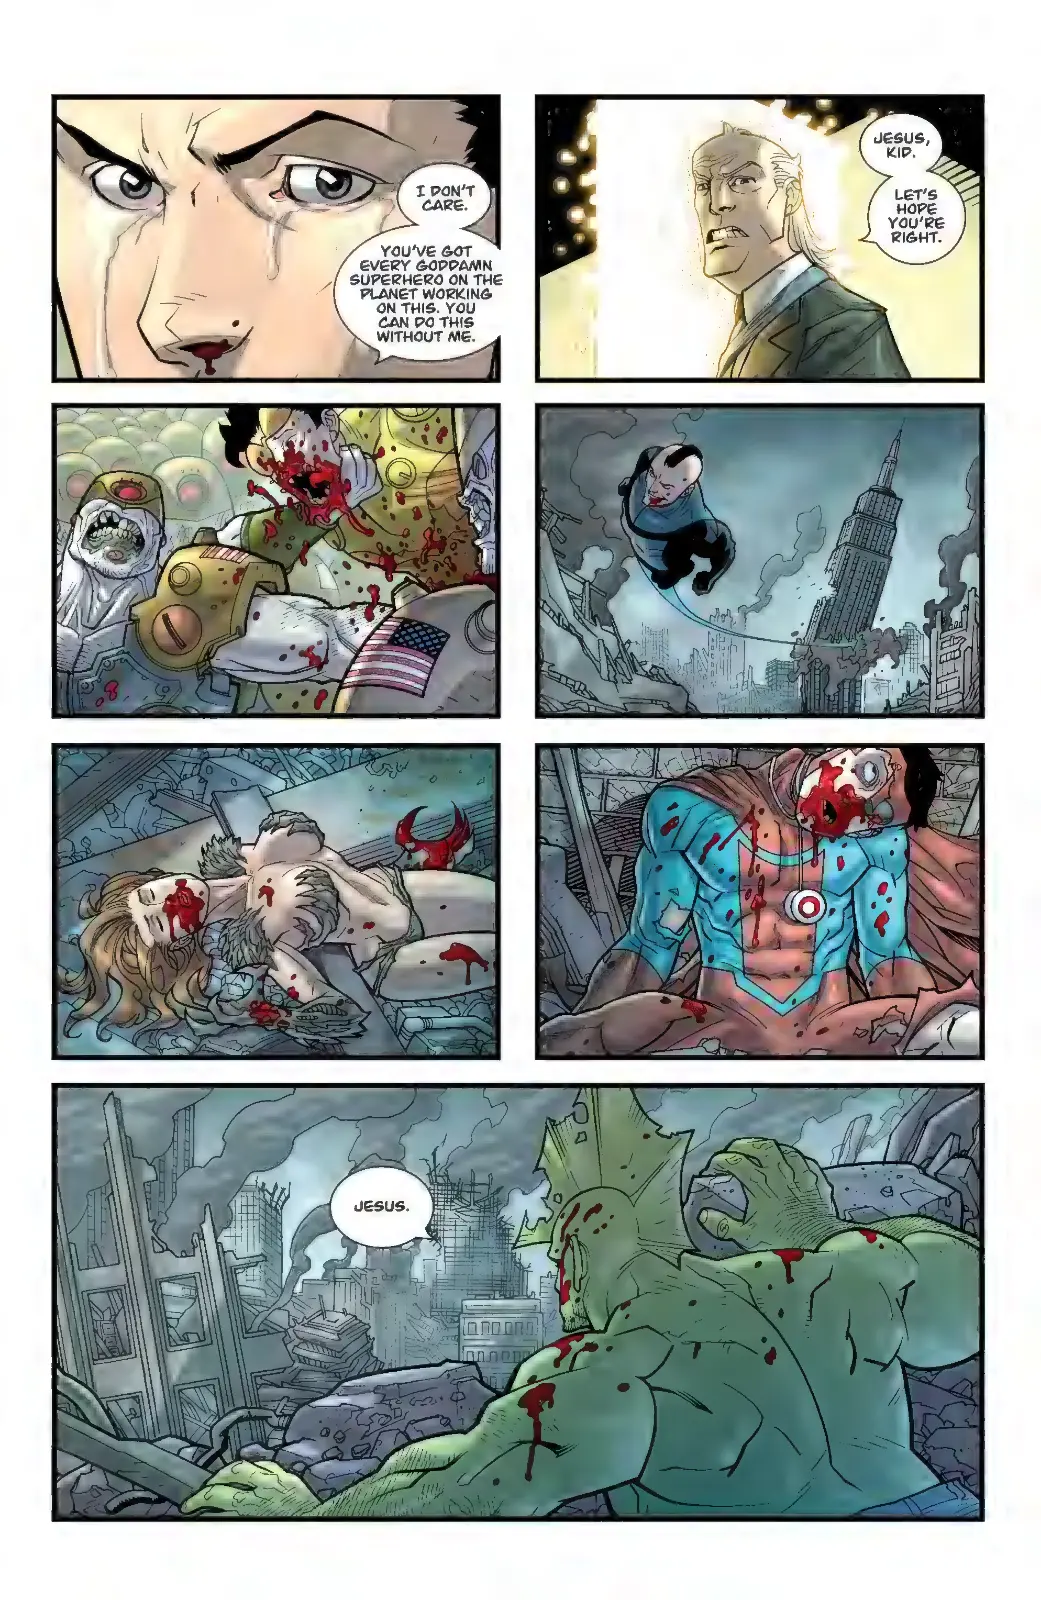 I DON'T
CARE.
YOU'VE GOT
EVERY GODDAMN
SUPERHERO ON THE
PLANET WORKING
ON THIS. YOU
CAN DO THIS
WITHOUT ME.
JESUS,
KID.
LET'S
HOPE
YOU'RE
RIGHT.
JESUS.